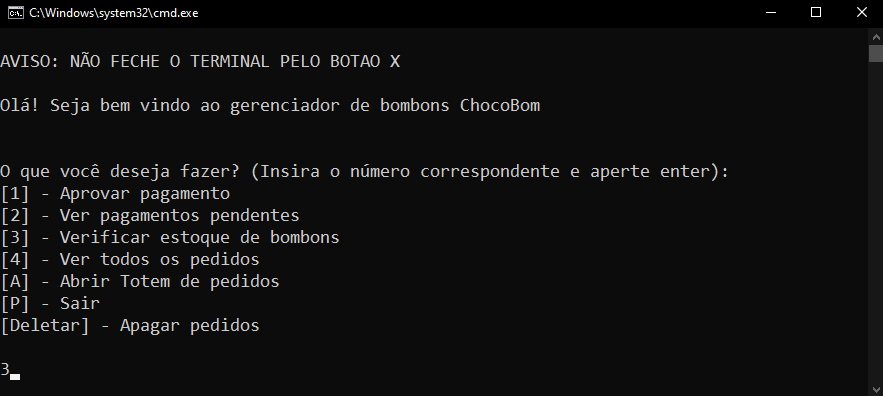 C:\Windows\system32\cmd.exe
AVISO: NÃO FECHE O TERMINAL PELO BOTAO X
Olá! Seja bem vindo ao gerenciador de bombons ChocoBom
O que você deseja fazer? (Insira o número correspondente e aperte enter):
[1] - Aprovar pagamento
[2] - Ver pagamentos pendentes
[3] - Verificar estoque de bombons
[4] - Ver todos os pedidos
[A] - Abrir Totem de pedidos
[P] - Sair
[Deletar] - Apagar pedidos
3